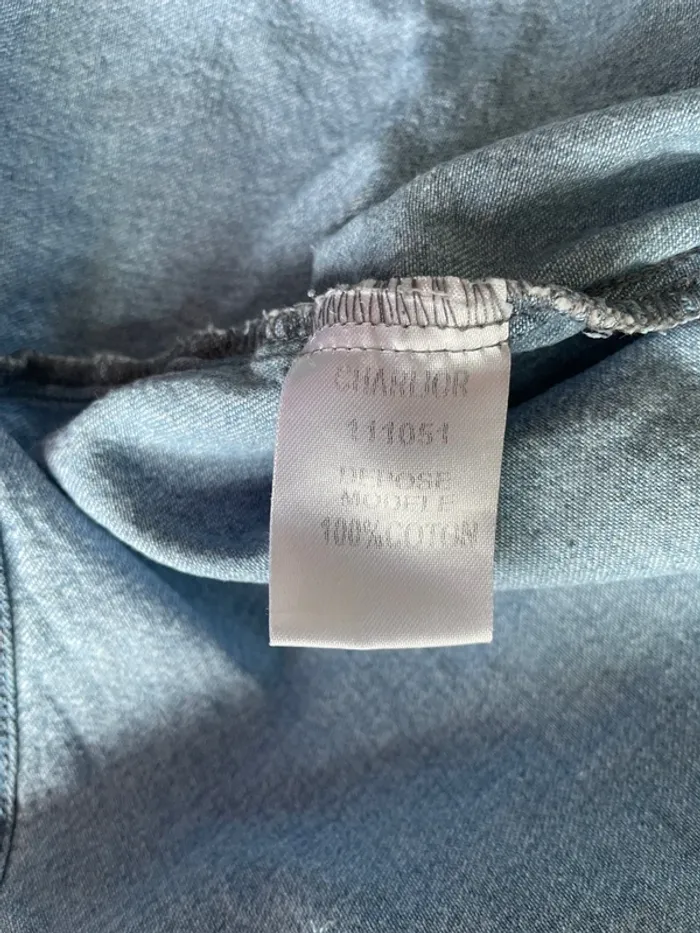 CHARLIOR
111051
DEPOSE
MODELE
100%COTON